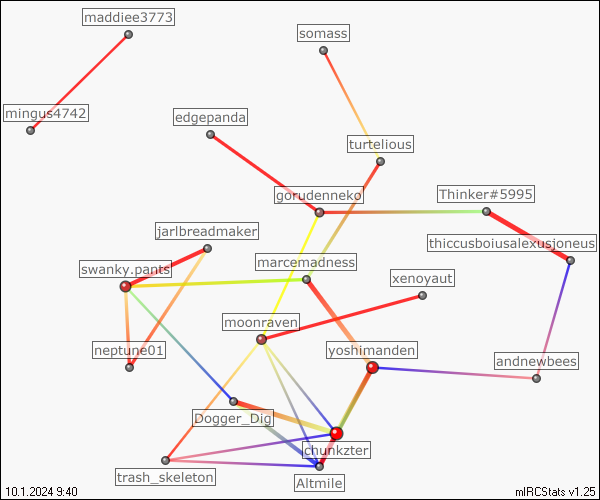 maddiee3773
somass
mingus4742
edgepanda
turtelious
gorudenneko
Thinker#5995
jarlbreadmaker
thiccusboiusalexusjoneus
swanky.pants
marcemadness
xenoyaut
moonraven
neptune01
yoshimanden
andnewbees
Dogger_Dig
chunkzter
trash_skeleton
Altmile
10.1.2024 9:40
mIRCStats v1.25